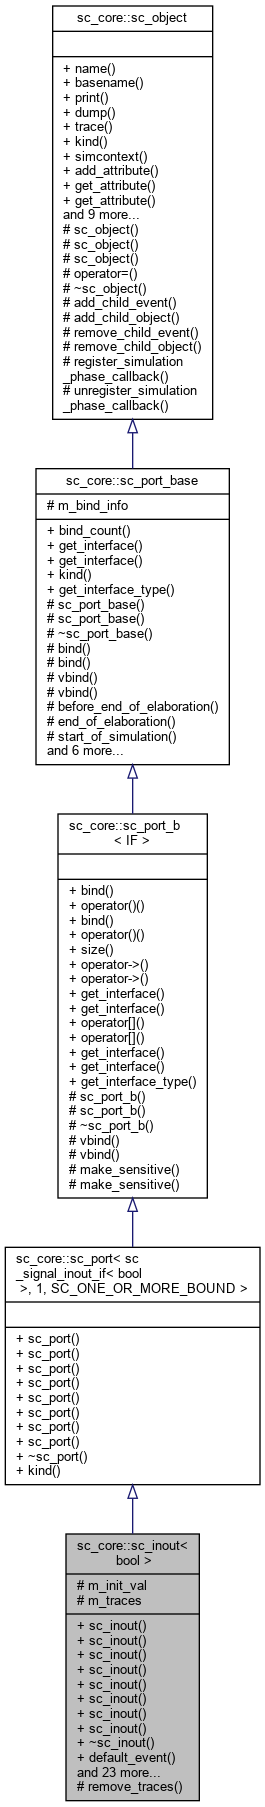 sc_core::sc_object
+ name()
+ basename()
+ print()
+ dump()
+ trace()
+ kind()
+ simcontext()
+ add_attribute()
+ get_attribute()
+ get_attribute()
and 9 more...
# sc_object()
# sc_object()
# sc_object()
# operator=()
# ~sc_object()
# add_child_event()
# add_child_object()
# remove_child_event()
# remove_child_object()
# register_simulation
_phase_callback()
# unregister_simulation
_phase_callback()
sc_core::sc_port_base
# m_bind_info
+ bind_count()
+ get_interface()
+ get_interface()
+ kind()
+ get_interface_type()
# sc_port_base()
# sc_port_base()
# ~sc_port_base()
# bind()
# bind()
# vbind()
# vbind()
# before_end_of_elaboration()
# end_of_elaboration()
# start_of_simulation()
and 6 more...
sc_core::sc_port_b
< IF >
+ bind()
+ operator()()
+ bind()
+ operator()()
+ size()
+ operator->()
+ operator->()
+ get_interface()
+ get_interface()
+ operator[]()
+ operator[]()
+ get_interface()
+ get_interface()
+ get_interface_type()
# sc_port_b()
# sc_port_b()
# ~sc_port_b()
# vbind()
# vbind()
# make_sensitive()
# make_sensitive()
sc_core::sc_port< sc
_signal_inout_if< bool
>, 1, SC_ONE_OR_MORE_BOUND >
+ sc_port()
+ sc_port()
+ sc_port()
+ sc_port()
+ sc_port()
+ sc_port()
+ sc_port()
+ sc_port()
+ ~sc_port()
+ kind()
sc_core::sc_inout<
bool >
# m_init_val
# m_traces
+ sc_inout()
+ sc_inout()
+ sc_inout()
+ sc_inout()
+ sc_inout()
+ sc_inout()
+ sc_inout()
+ sc_inout()
+ ~sc_inout()
+ default_event()
and 23 more...
# remove_traces()